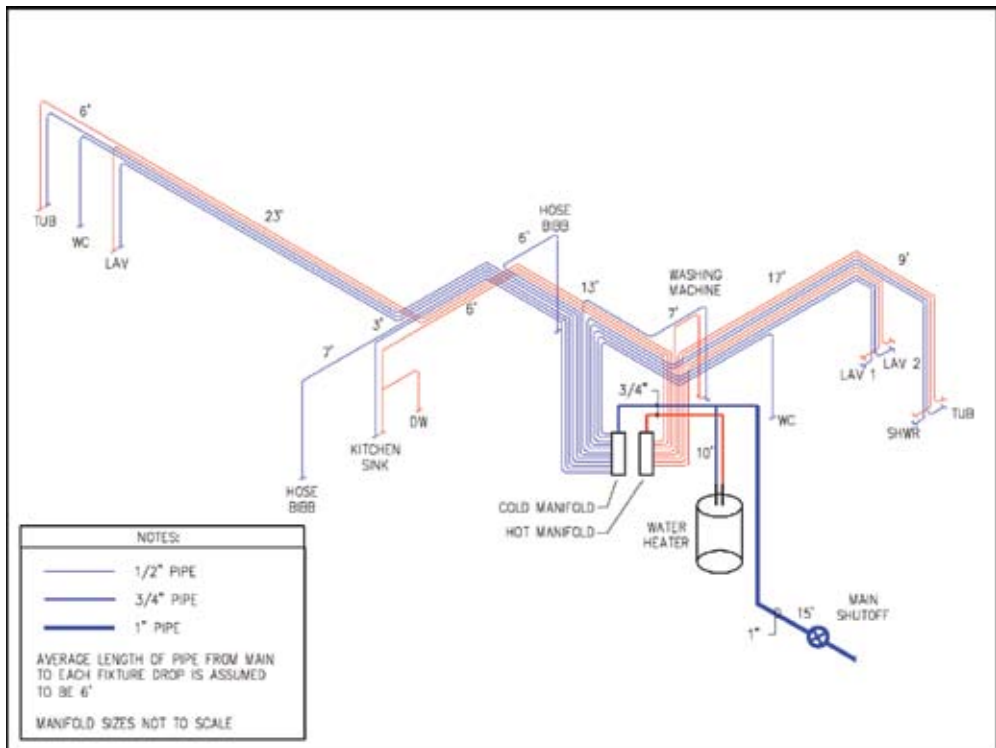 6'
TUB
WC
LAV
23'
HOSE
BIBB
6'
3'
7'
6'
13'
WASHING
MACHINE
7'
17'
9'
LAV 1
LAV 2
SHWR
TUB
WC
DW
KITCHEN
SINK
HOSE
BIBB
3/4"
10'
COLD MANIFOLD
HOT MANIFOLD
WATER
HEATER
1"
15'
MAIN
SHUTOFF
NOTES:
1/2" PIPE
3/4" PIPE
1" PIPE
AVERAGE LENGTH OF PIPE FROM MAIN
TO EACH FIXTURE DROP IS ASSUMED
TO BE 6'
MANIFOLD SIZES NOT TO SCALE